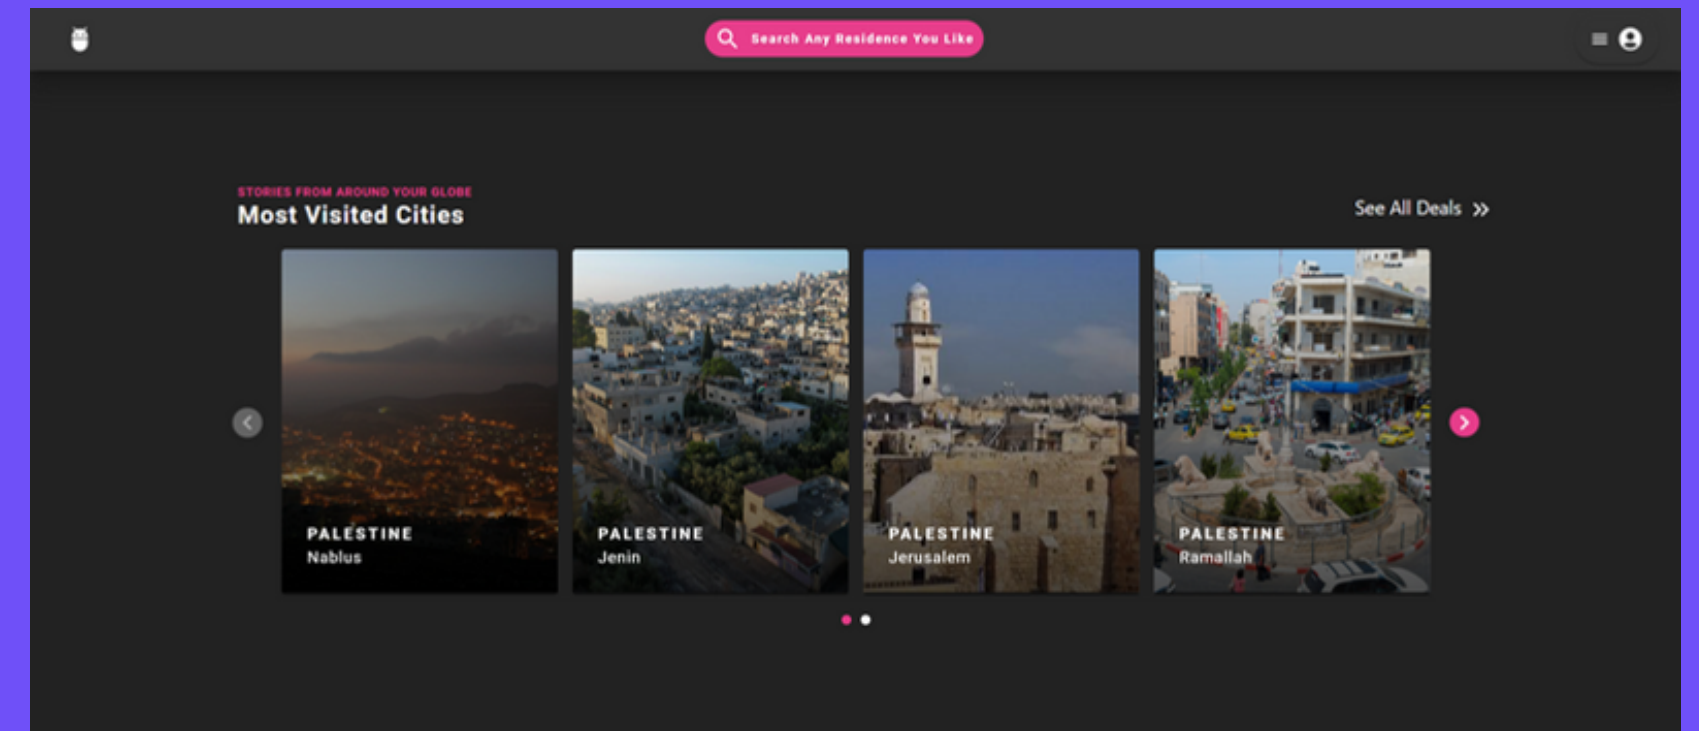 Search Any Residence You Like
STORIES FROM AROUND YOUR GLOBE
Most Visited Cities
See All Deals
PALESTINE
Nablus
PALESTINE
Jenin
PALESTINE
Jerusalem
PALESTINE
Ramallah